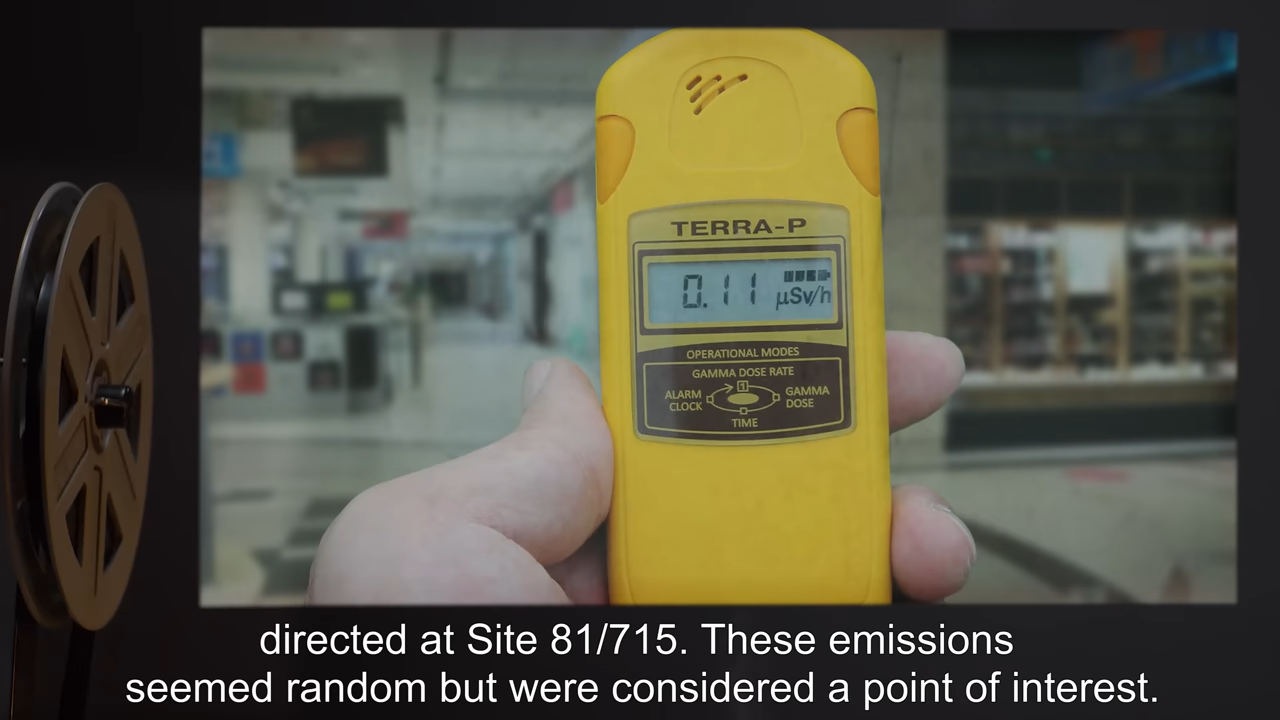 TERRA-P
0.11 μSv/h
OPERATIONAL MODES
GAMMA DOSE RATE
ALARM CLOCK
1
GAMMA DOSE
TIME
directed at Site 81/715. These emissions
seemed random but were considered a point of interest.